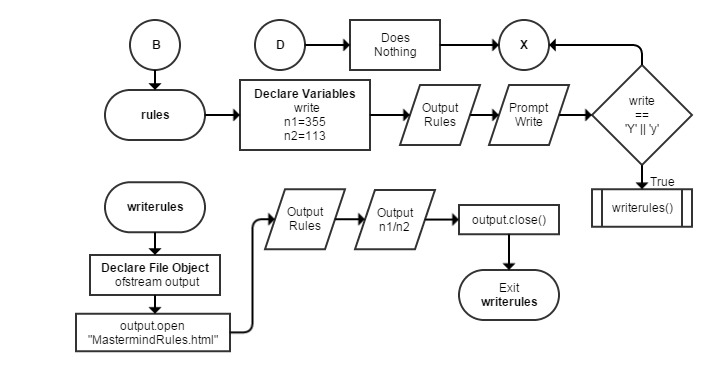 B
D
Does
Nothing
X
rules
Declare Variables
write
n1=355
n2=113
Output
Rules
Prompt
Write
write
==
'Y' || 'y'
True
writerules()
writerules
Declare File Object
ofstream output
output.open
"MastermindRules.html"
Output
Rules
Output
n1/n2
output.close()
Exit
writerules